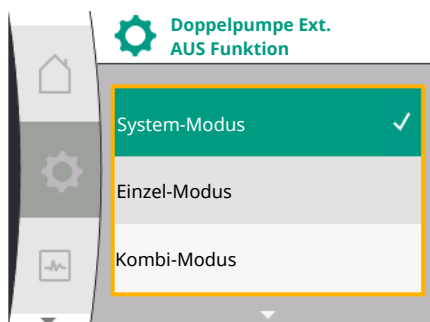 Doppelpumpe Ext.
AUS Funktion
System-Modus
Einzel-Modus
Kombi-Modus